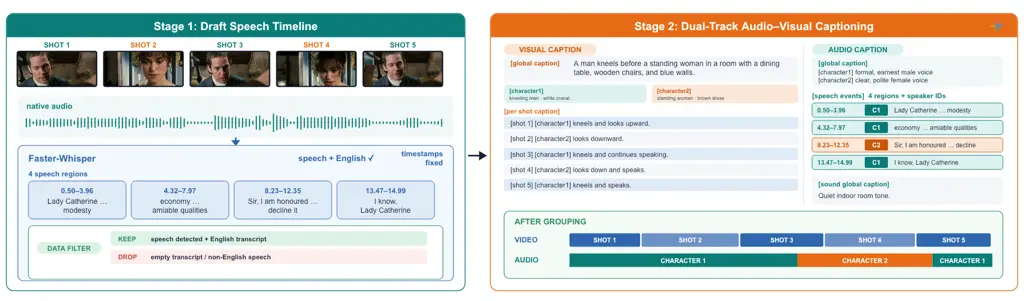 Stage 1: Draft Speech Timeline
SHOT 1
SHOT 2
SHOT 3
SHOT 4
SHOT 5
native audio
Faster-Whisper
speech + English ✓
timestamps
fixed
4 speech regions
0.50–3.96
Lady Catherine …
modesty
4.32–7.97
economy …
amiable qualities
8.23–12.35
Sir, I am honoured …
decline it
13.47–14.99
I know,
Lady Catherine
DATA FILTER
KEEP
speech detected + English transcript
DROP
empty transcript / non-English speech
Stage 2: Dual-Track Audio–Visual Captioning
VISUAL CAPTION
[global caption]
A man kneels before a standing woman in a room with a dining
table, wooden chairs, and blue walls.
[character1]
kneeling man · white cravat
[character2]
standing woman · brown dress
[per shot caption]
[shot 1] [character1] kneels and looks upward.
[shot 2] [character2] looks downward.
[shot 3] [character1] kneels and continues speaking.
[shot 4] [character2] looks down and speaks.
[shot 5] [character1] kneels and speaks.
AUDIO CAPTION
[global caption]
[character1] formal, earnest male voice
[character2] clear, polite female voice
[speech events] 4 regions + speaker IDs
0.50–3.96
C1
Lady Catherine … modesty
4.32–7.97
C1
economy … amiable qualities
8.23–12.35
C2
Sir, I am honoured … decline
13.47–14.99
C1
I know, Lady Catherine
[sound global caption]
Quiet indoor room tone.
AFTER GROUPING
VIDEO
SHOT 1
SHOT 2
SHOT 3
SHOT 4
SHOT 5
AUDIO
CHARACTER 1
CHARACTER 2
CHARACTER 1